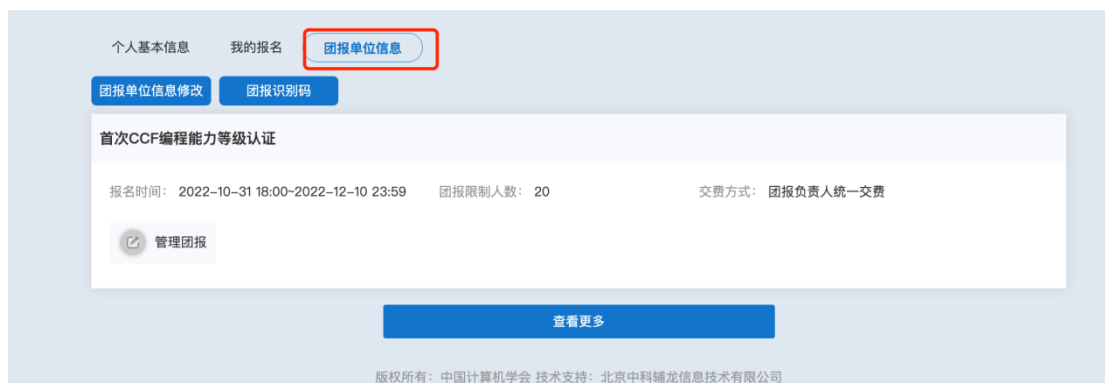 个人基本信息 我的报名 团报单位信息
团报单位信息修改 团报识别码
首次CCF编程能力等级认证
报名时间: 2022-10-31 18:00~2022-12-10 23:59 团报限制人数: 20 交费方式: 团报负责人统一交费
管理团报
查看更多
版权所有: 中国计算机学会 技术支持: 北京中科辅龙信息技术有限公司